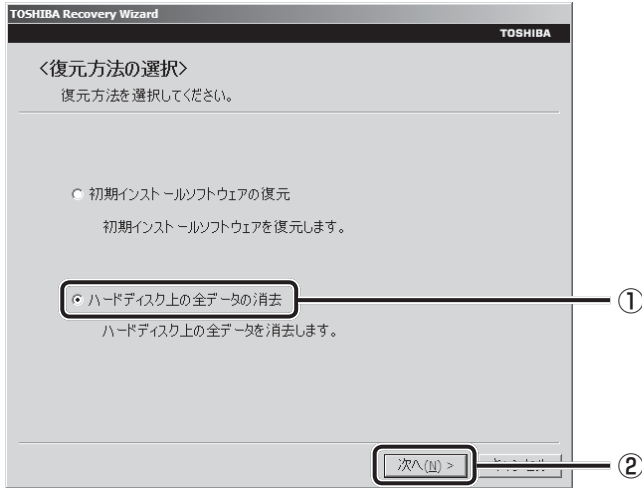 TOSHIBA Recovery Wizard
TOSHIBA
<復元方法の選択>
復元方法を選択してください。
初期インストールソフトウェアの復元
初期インストールソフトウェアを復元します。
ハードディスク上の全データの消去
①
ハードディスク上の全データを消去します。
次へ(N) >
②